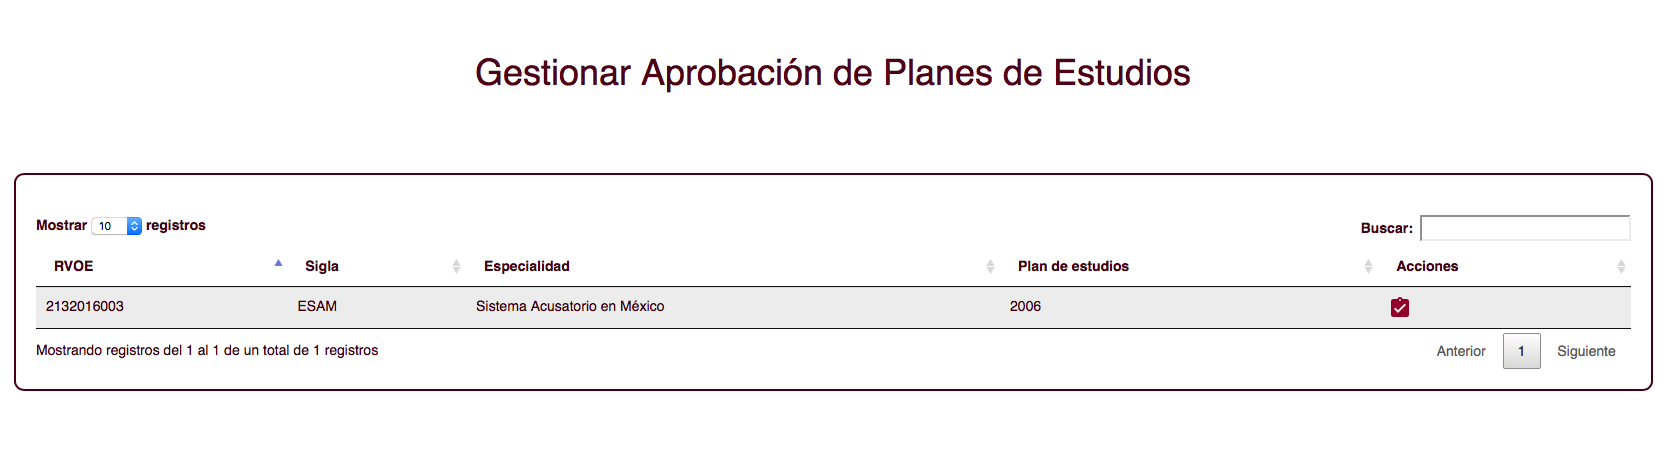 Gestionar Aprobación de Planes de Estudios
Mostrar 10 registros
Buscar:
RVOE Sigla Especialidad Plan de estudios Acciones
2132016003 ESAM Sistema Acusatorio en México 2006
Mostrando registros del 1 al 1 de un total de 1 registros
Anterior 1 Siguiente